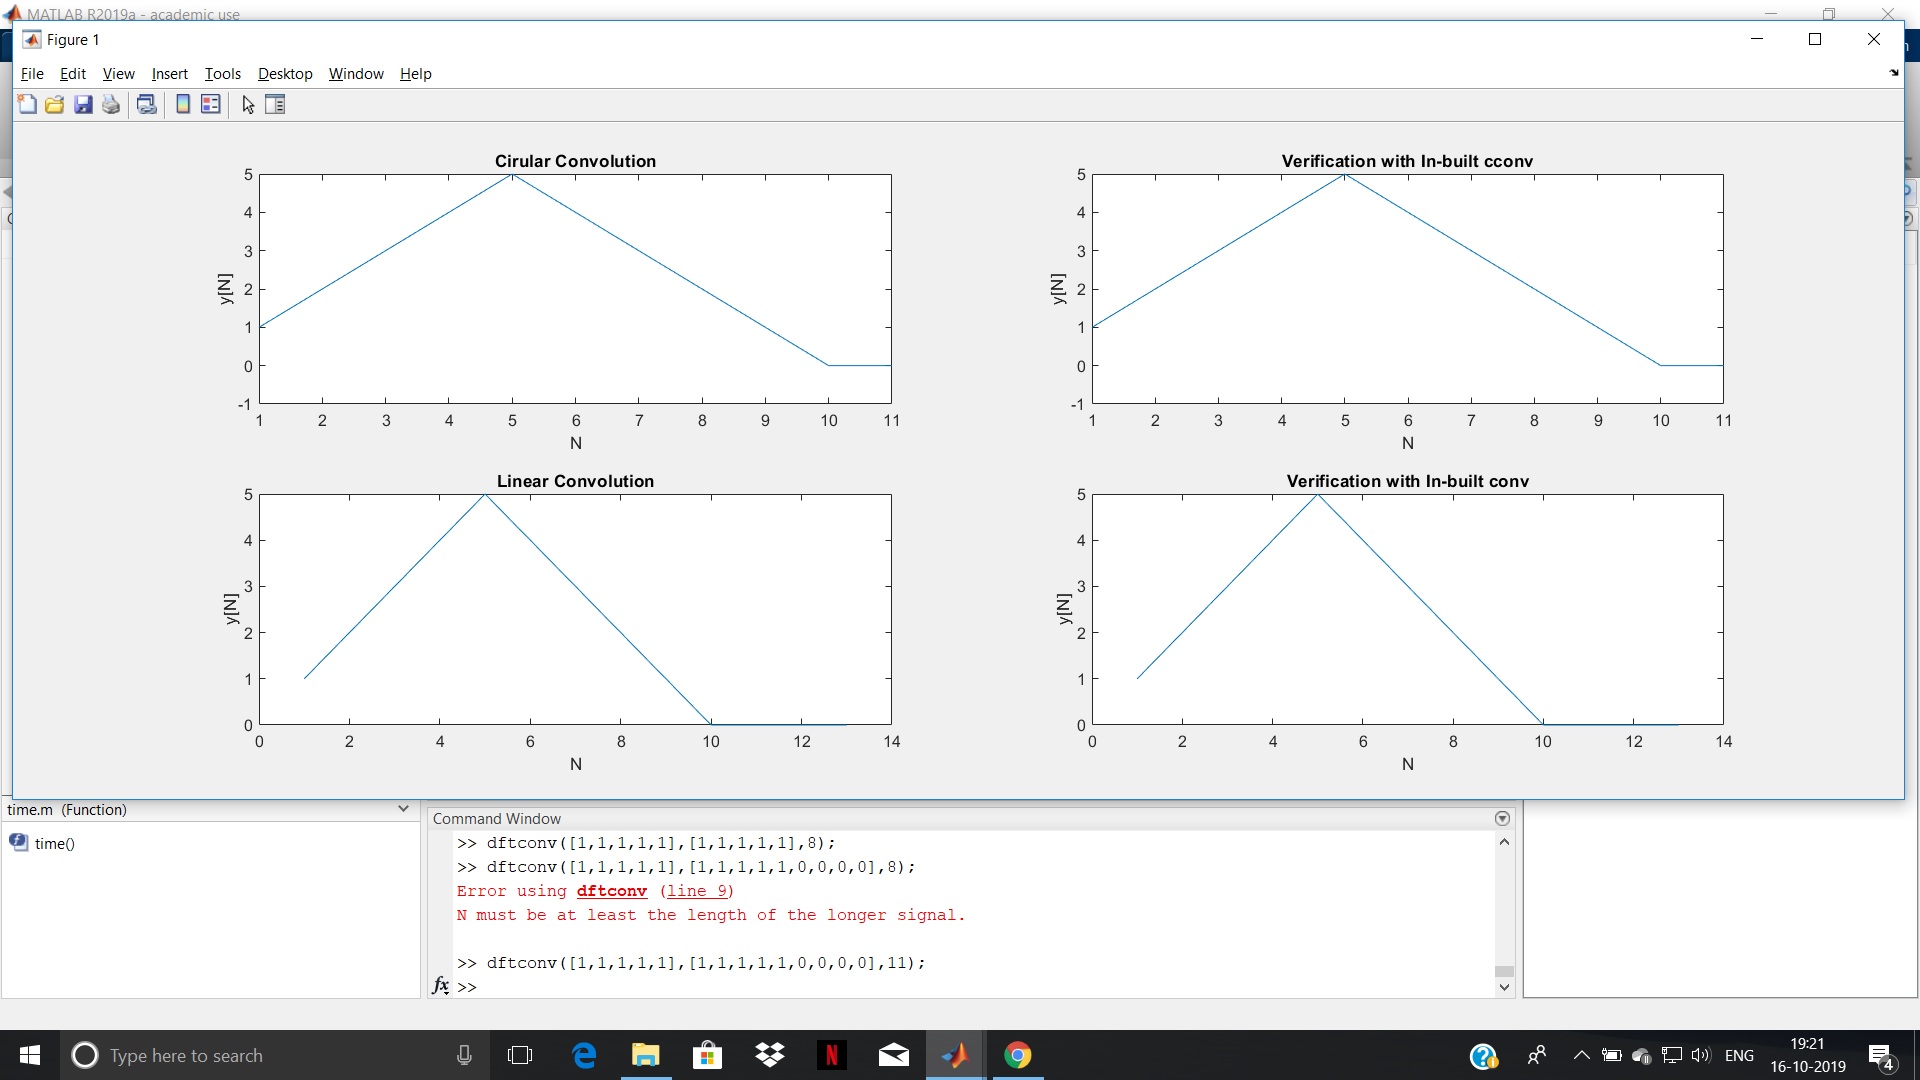 MATLAB R2019a - academic use
Figure 1
File Edit View Insert Tools Desktop Window Help
Cirular Convolution
5
4
3
2
1
0
-1
y[N]
1 2 3 4 5 6 7 8 9 10 11
N
Verification with In-built cconv
5
4
3
2
1
0
-1
y[N]
1 2 3 4 5 6 7 8 9 10 11
N
Linear Convolution
5
4
3
2
1
0
y[N]
0 2 4 6 8 10 12 14
N
Verification with In-built conv
5
4
3
2
1
0
y[N]
0 2 4 6 8 10 12 14
N
time.m (Function)
time()
Command Window
>> dftconv([1,1,1,1,1],[1,1,1,1,1],8);
>> dftconv([1,1,1,1,1],[1,1,1,1,1,0,0,0,0],8);
Error using dftconv (line 9)
N must be at least the length of the longer signal.
>> dftconv([1,1,1,1,1],[1,1,1,1,1,0,0,0,0],11);
fx >>
Type here to search
ENG
19:21
16-10-2019
4